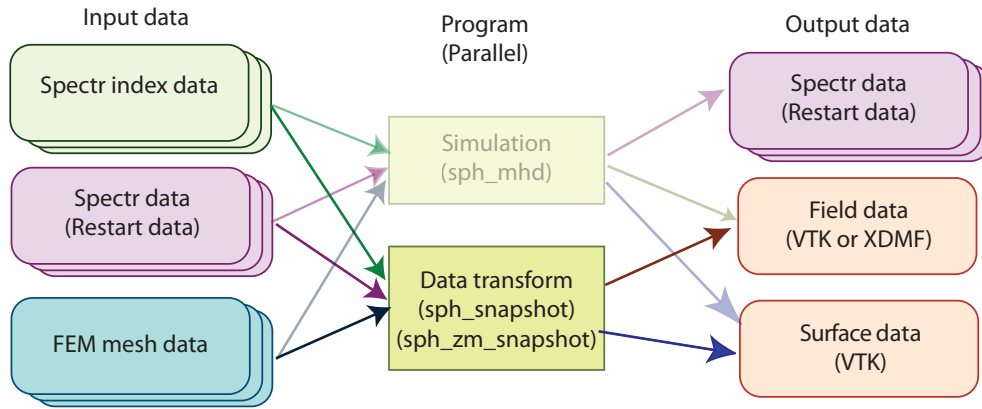 Input data
Program
(Parallel)
Output data
Spectr index data
Spectr data
(Restart data)
FEM mesh data
Simulation
(sph_mhd)
Data transform
(sph_snapshot)
(sph_zm_snapshot)
Spectr data
(Restart data)
Field data
(VTK or XDMF)
Surface data
(VTK)